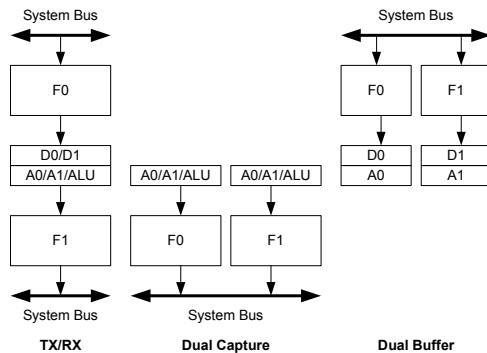 System Bus
System Bus
F0
F0
F1
D0/D1
D0
D1
A0/A1/ALU
A0/A1/ALU
A0/A1/ALU
A0
A1
F1
F0
F1
System Bus
System Bus
TX/RX
Dual Capture
Dual Buffer